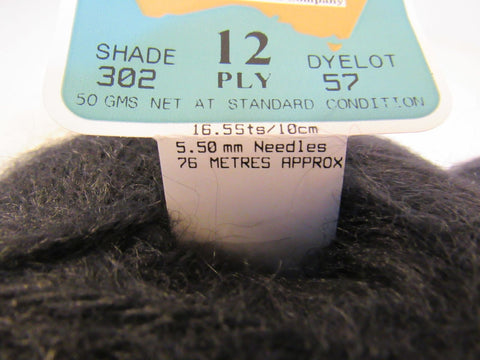 Company
SHADE 12 DYELOT
302 PLY 57
50 GMS NET AT STANDARD CONDITION
16.5Sts/10cm
5.50 mm Needles
76 METRES APPROX